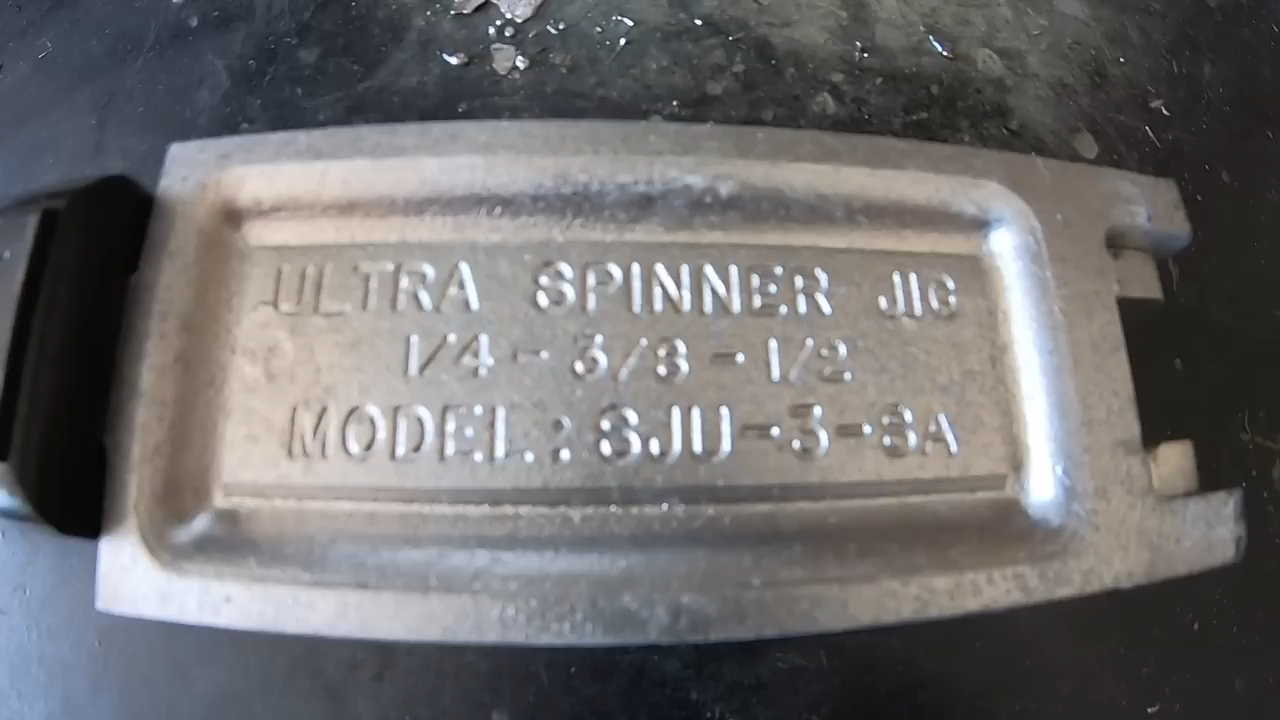 ULTRA SPINNER JIG
1/4 - 3/8 - 1/2
MODEL: SJU-3-SA